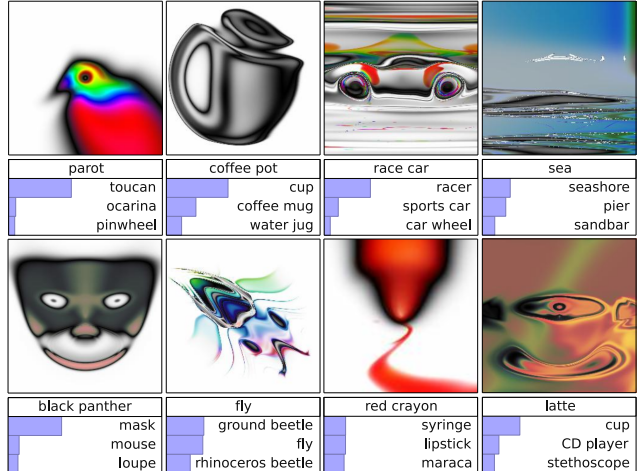 parot
toucan
ocarina
pinwheel
coffee pot
cup
coffee mug
water jug
race car
racer
sports car
car wheel
sea
seashore
pier
sandbar
black panther
mask
mouse
loupe
fly
ground beetle
fly
rhinoceros beetle
red crayon
syringe
lipstick
maraca
latte
cup
CD player
stethoscope